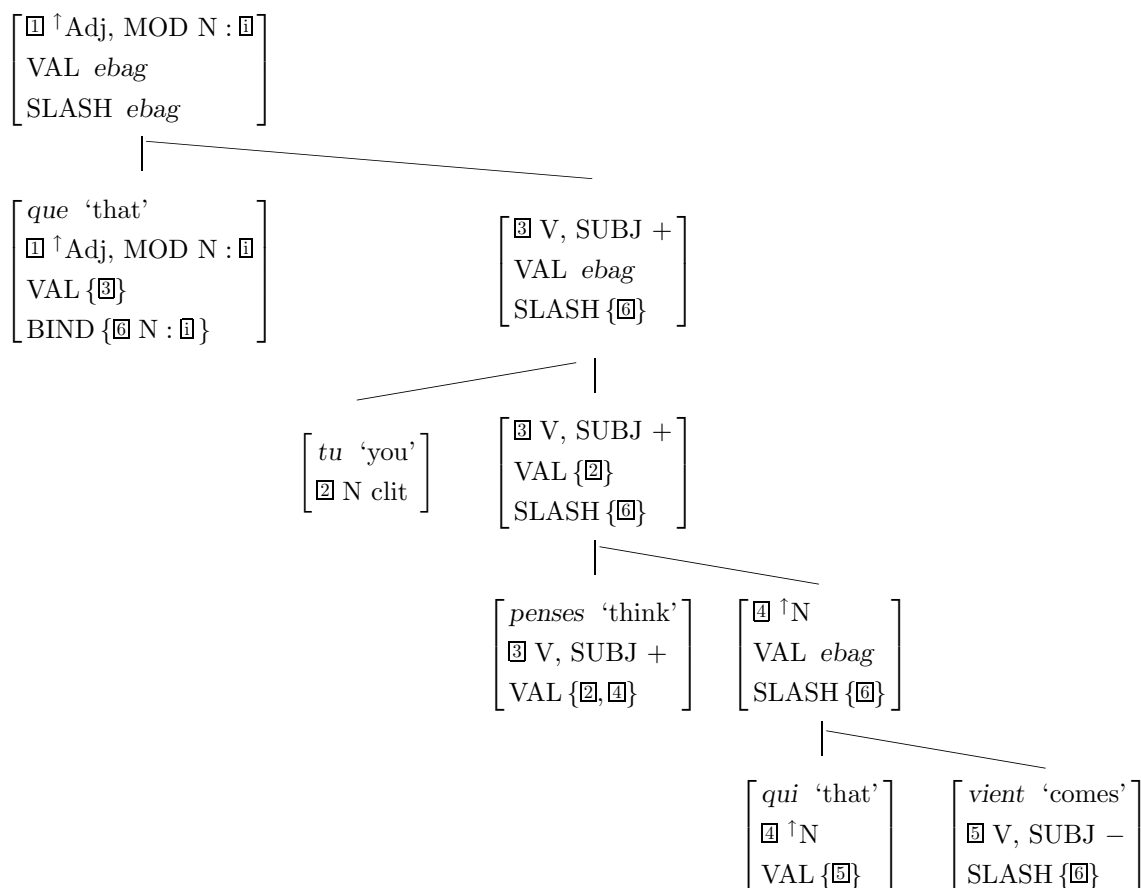 1 ↑Adj, MOD N : i
VAL ebag
SLASH ebag
que ‘that’
1 ↑Adj, MOD N : i
VAL {3}
BIND {6 N : i}
3 V, SUBJ +
VAL ebag
SLASH {6}
tu ‘you’
2 N clit
3 V, SUBJ +
VAL {2}
SLASH {6}
penses ‘think’
3 V, SUBJ +
VAL {2, 4}
4 ↑N
VAL ebag
SLASH {6}
qui ‘that’
4 ↑N
VAL {5}
vient ‘comes’
5 V, SUBJ −
SLASH {6}